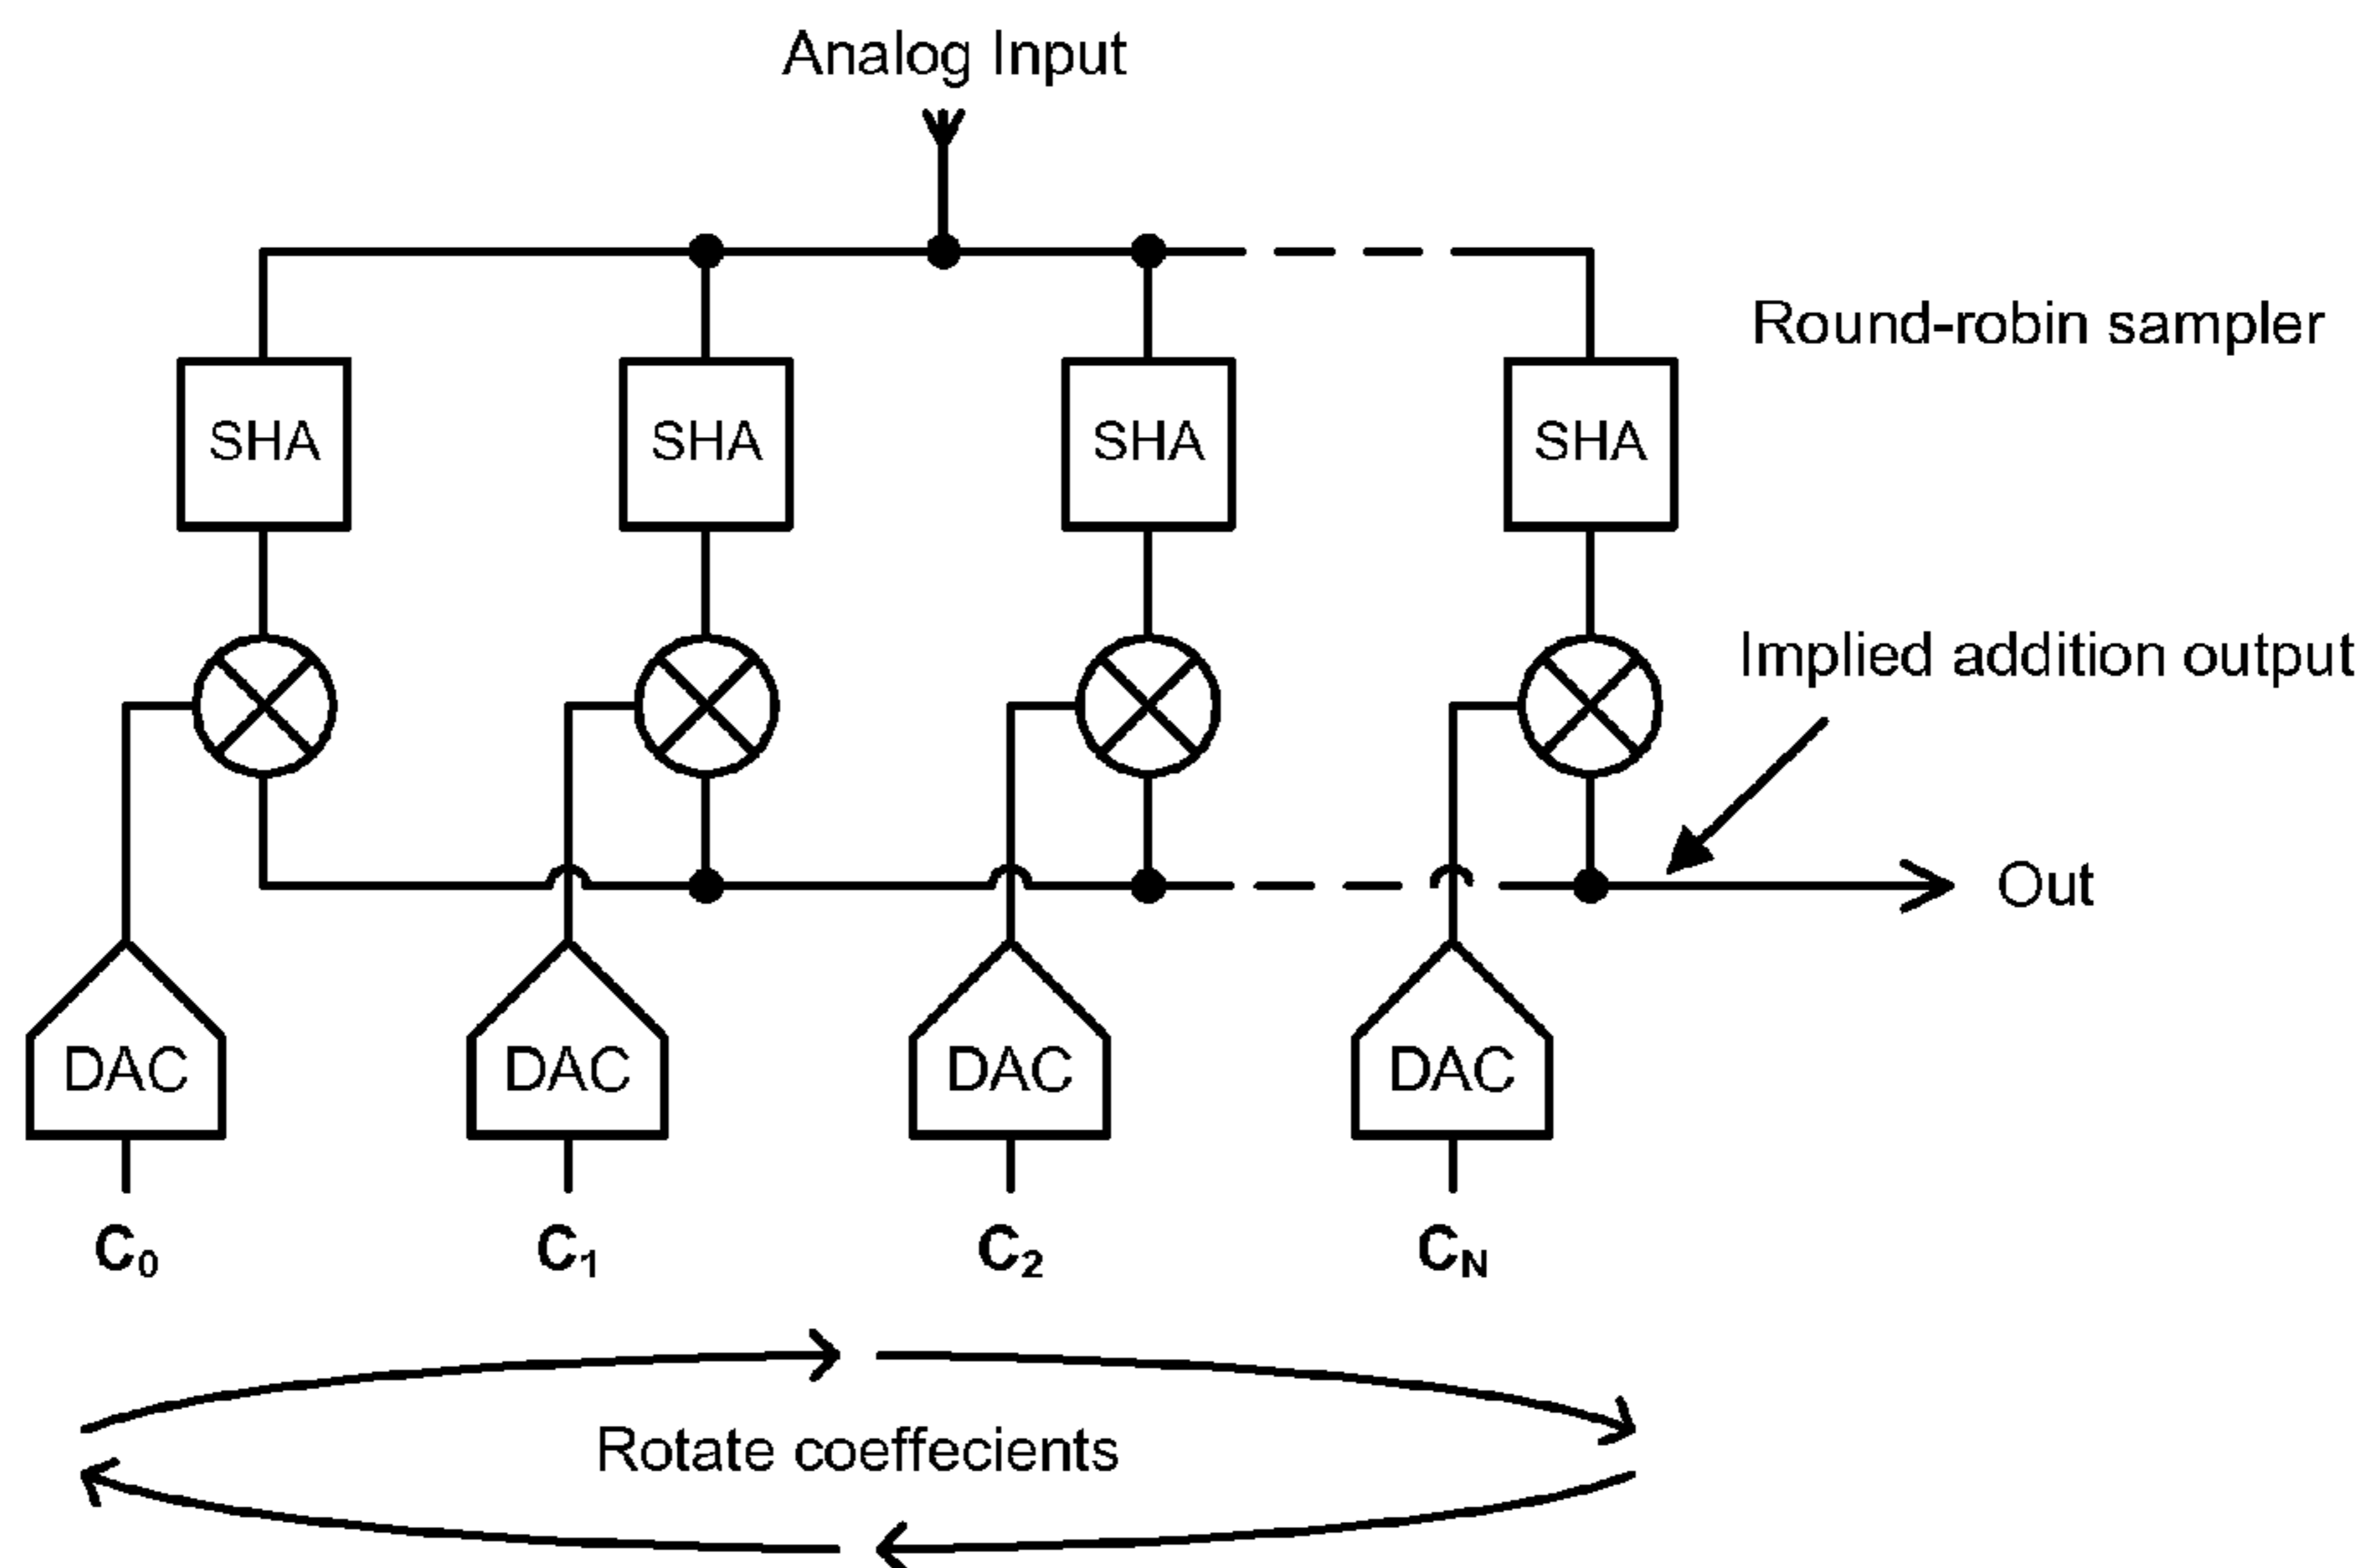 Analog Input
Round-robin sampler
SHA SHA SHA SHA
Implied addition output
Out
DAC DAC DAC DAC
C₀ C₁ C₂ C_N
Rotate coeffecients